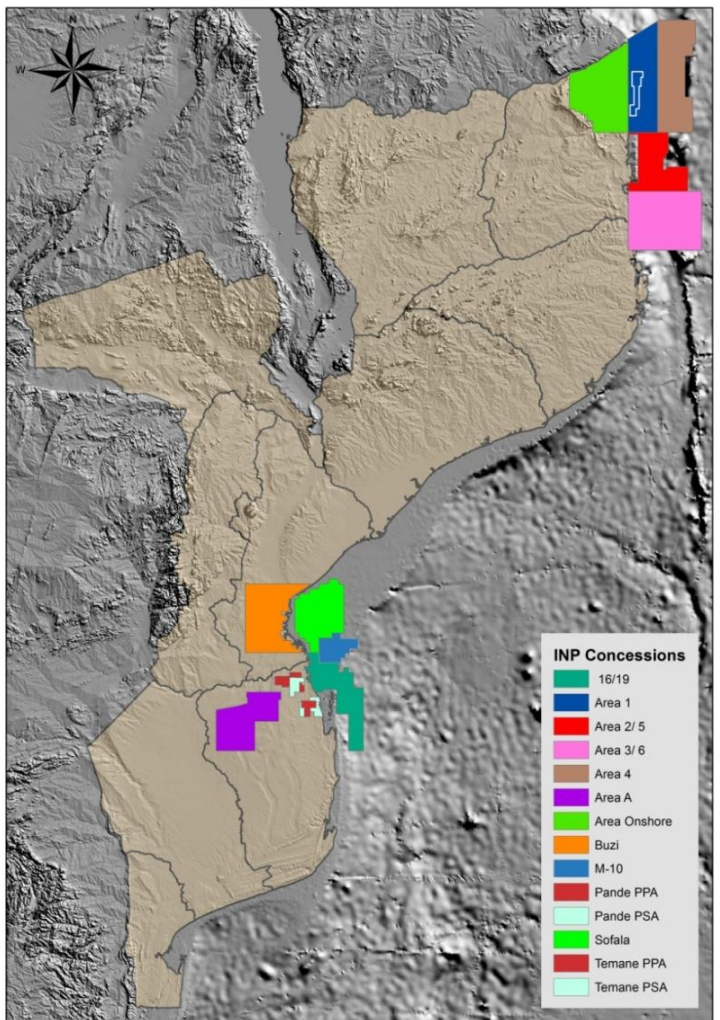 N
W
E
S
INP Concessions
16/19
Area 1
Area 2/ 5
Area 3/ 6
Area 4
Area A
Area Onshore
Buzi
M-10
Pande PPA
Pande PSA
Sofala
Temane PPA
Temane PSA